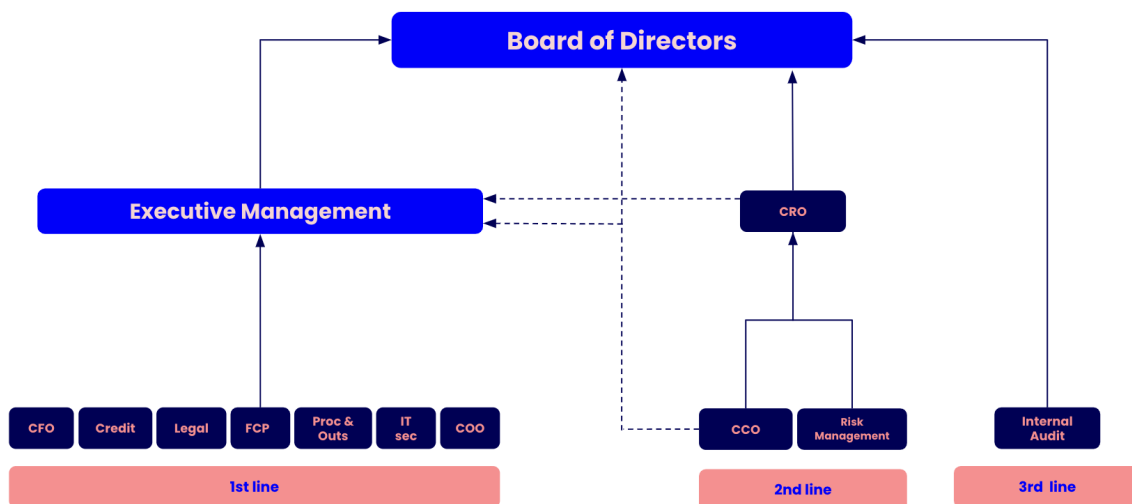 Board of Directors
Executive Management
CRO
CFO
Credit
Legal
FCP
Proc &
Outs
IT
sec
COO
CCO
Risk
Management
Internal
Audit
1st line
2nd line
3rd line